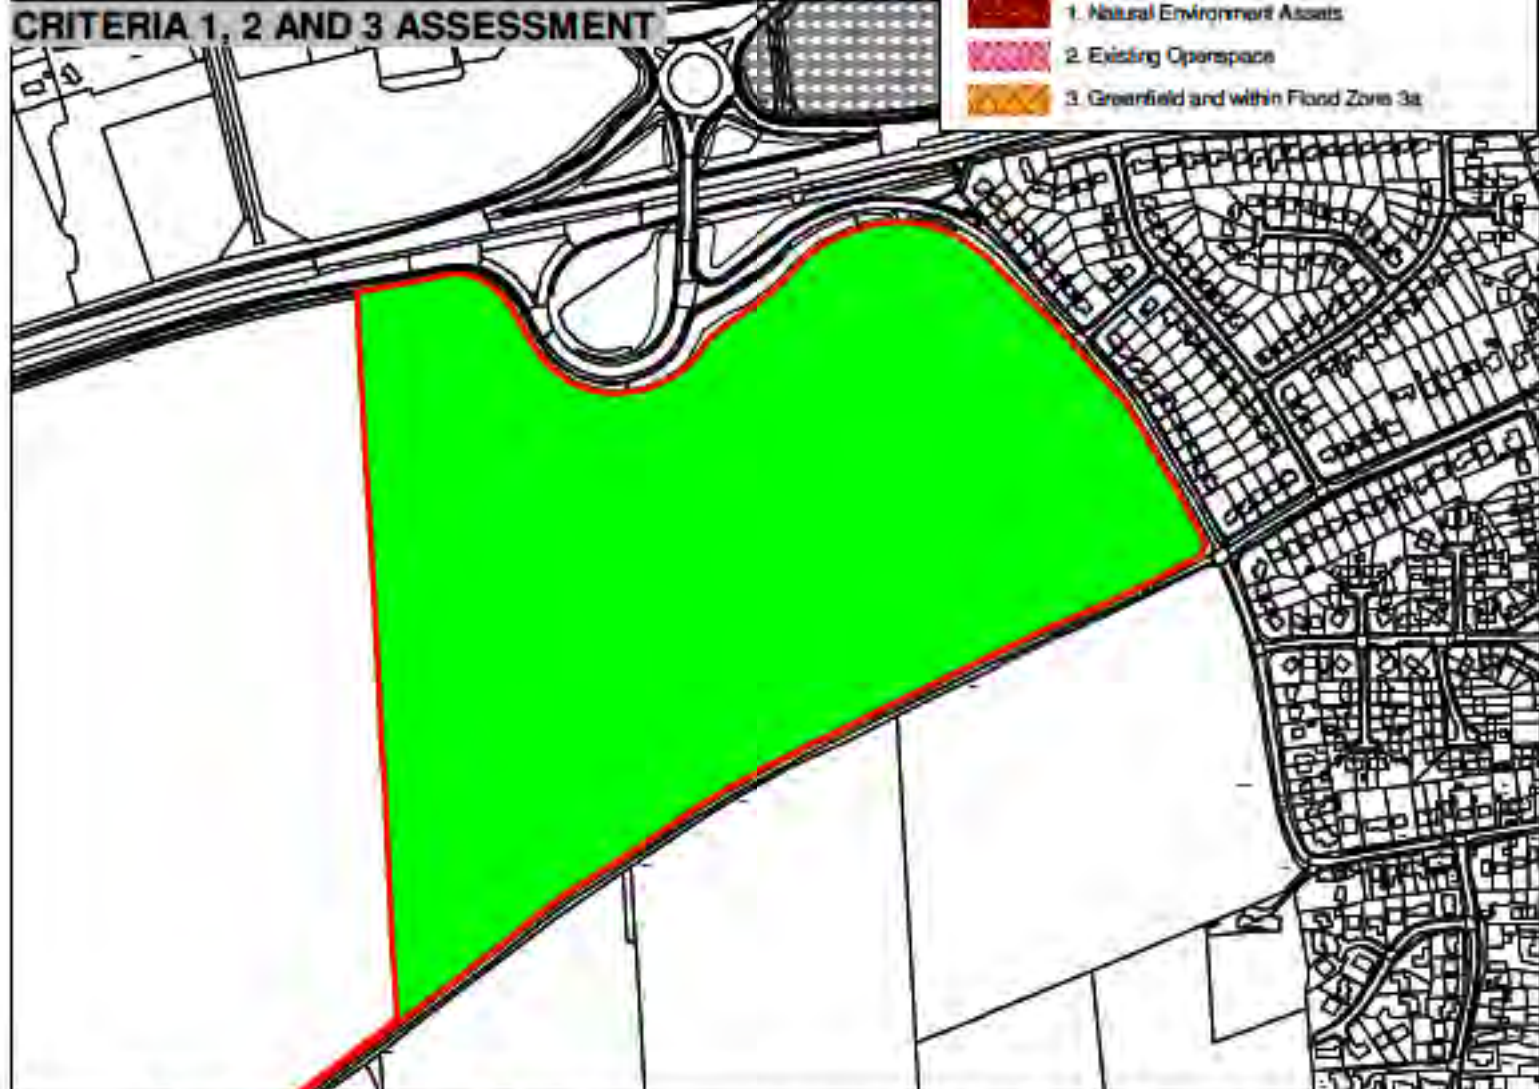 CRITERIA 1, 2 AND 3 ASSESSMENT
1. Natural Environment Assets
2. Existing Openspace
3. Greenfield and within Flood Zone 3a